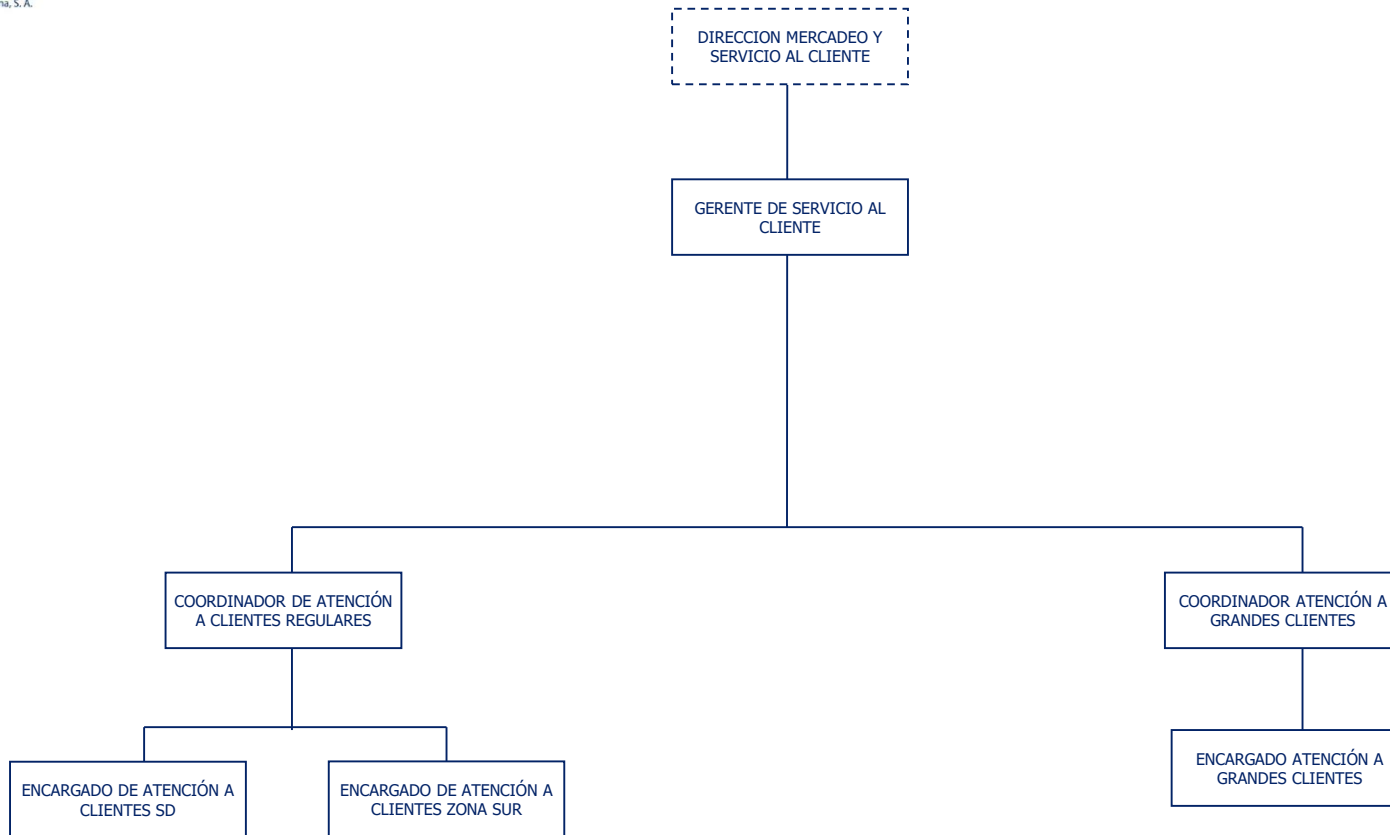 na, S. A.
DIRECCION MERCADEO Y
SERVICIO AL CLIENTE
GERENTE DE SERVICIO AL
CLIENTE
COORDINADOR DE ATENCIÓN
A CLIENTES REGULARES
COORDINADOR ATENCIÓN A
GRANDES CLIENTES
ENCARGADO DE ATENCIÓN A
CLIENTES SD
ENCARGADO DE ATENCIÓN A
CLIENTES ZONA SUR
ENCARGADO ATENCIÓN A
GRANDES CLIENTES